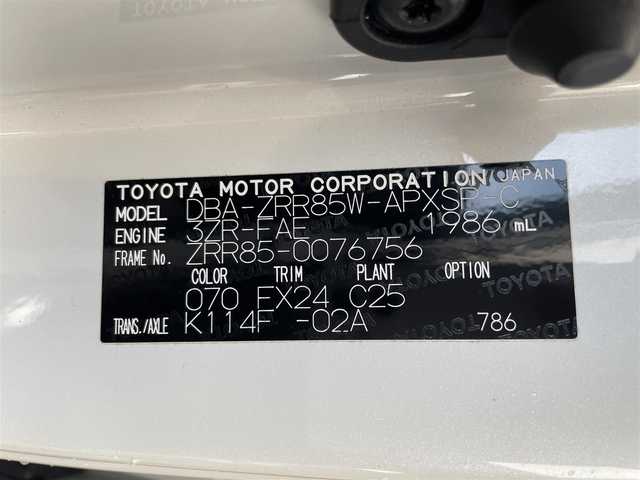 TOYOTA MOTOR CORPORATION/JAPAN
MODEL DBA-ZRR85W-APXSP-C
ENGINE 3ZR-FAE 1986 mL
FRAME No. ZRR85-0076756
COLOR TRIM PLANT OPTION
070 FX24 C25
TRANS./AXLE K114F -02A 786